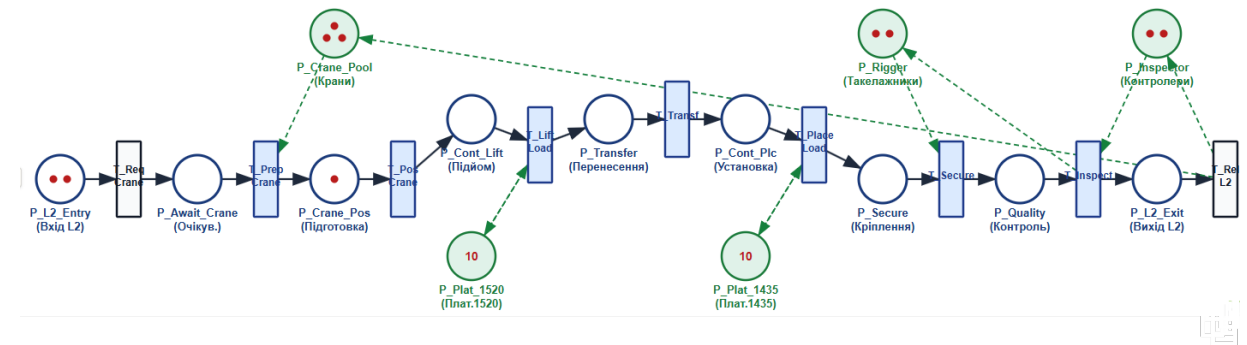 P_Crane_Pool
(Крани)
P_Rigger
(Такелажники)
P_Inspector
(Контролери)
P_L2_Entry
(Вхід L2)
T_Req
Crane
P_Await_Crane
(Очікув.)
T_Prep
Crane
P_Crane_Pos
(Підготовка)
T_Pos
Crane
P_Cont_Lift
(Підйом)
T_Lift
Load
P_Transfer
(Перенесення)
T_Transf
P_Cont_Plc
(Установка)
T_Place
Load
P_Secure
(Кріплення)
T_Secure
P_Quality
(Контроль)
T_Inspect
P_L2_Exit
(Вихід L2)
T_Rel
L2
10
P_Plat_1520
(Плат.1520)
10
P_Plat_1435
(Плат.1435)